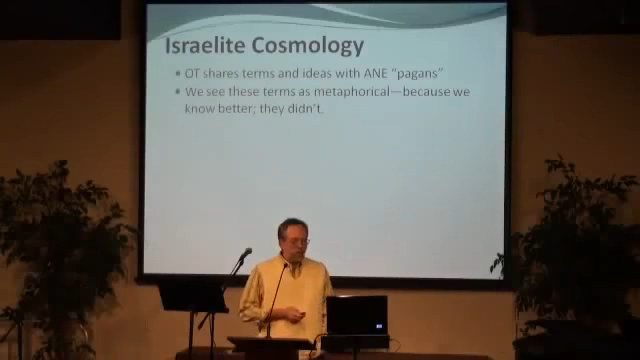 Israelite Cosmology
• OT shares terms and ideas with ANE “pagans”
• We see these terms as metaphorical—because we
know better; they didn’t.